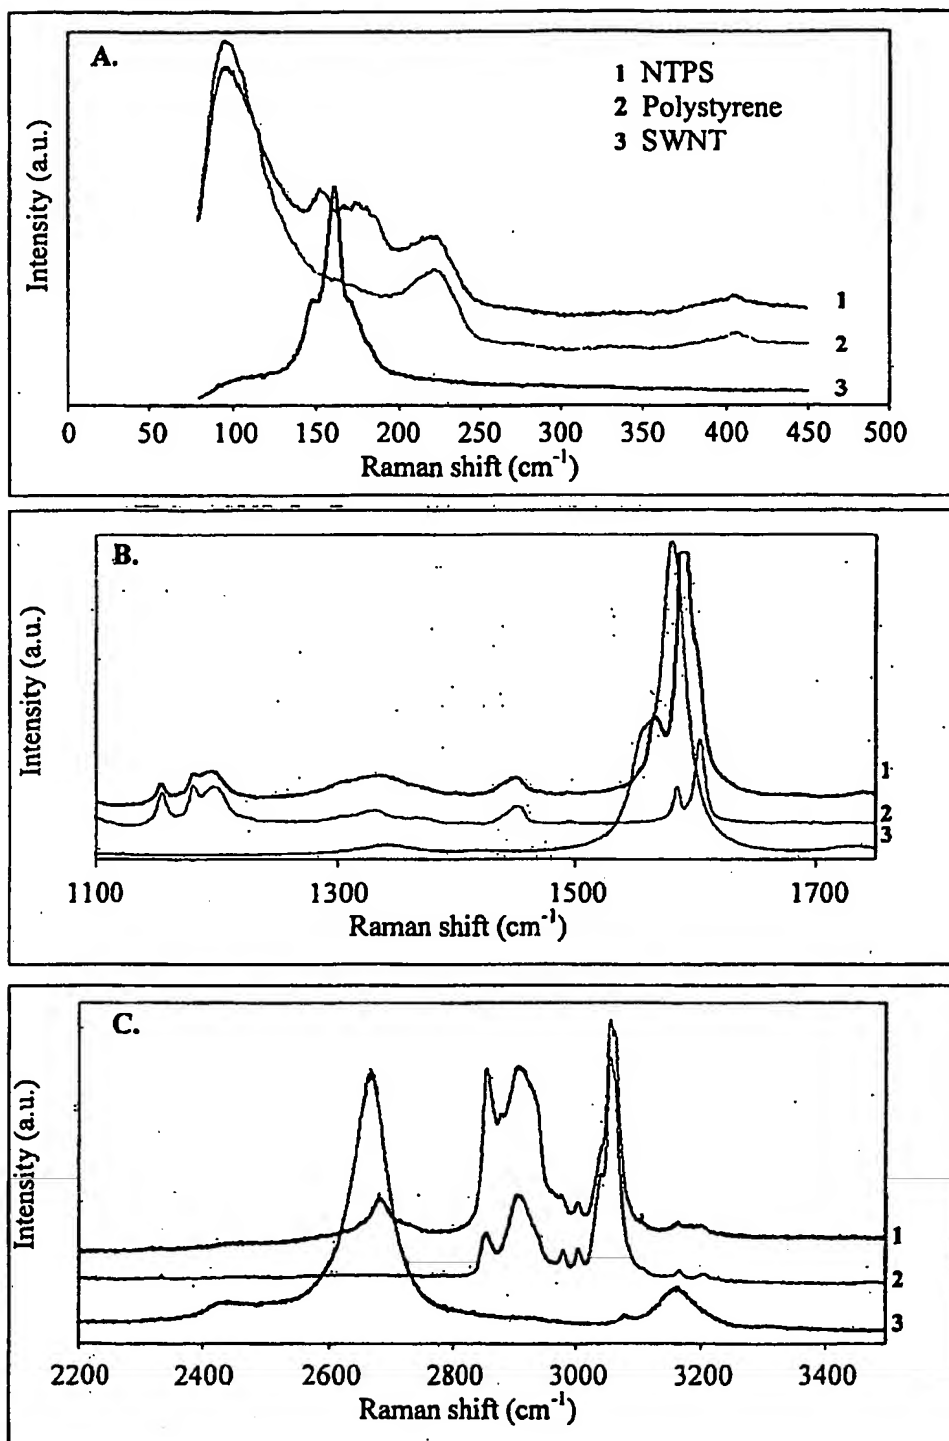 A.
1 NTPS
2 Polystyrene
3 SWNT
Intensity (a.u.)
1
2
3
0 50 100 150 200 250 300 350 400 450 500
Raman shift (cm⁻¹)
B.
Intensity (a.u.)
1
2
3
1100 1300 1500 1700
Raman shift (cm⁻¹)
C.
Intensity (a.u.)
1
2
3
2200 2400 2600 2800 3000 3200 3400
Raman shift (cm⁻¹)